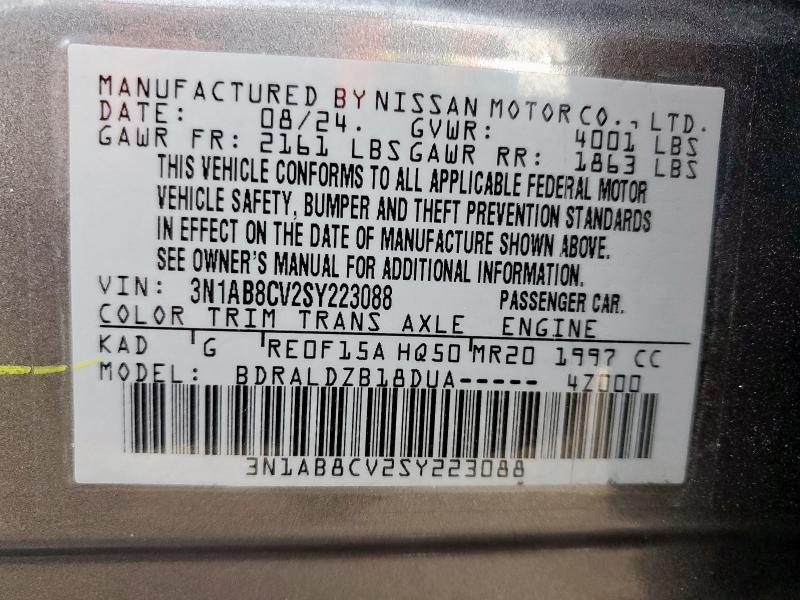 MANUFACTURED BY NISSAN MOTOR CO., LTD.
DATE: 08/24. GVWR: 4001 LBS
GAWR FR: 2161 LBS GAWR RR: 1863 LBS
THIS VEHICLE CONFORMS TO ALL APPLICABLE FEDERAL MOTOR
VEHICLE SAFETY, BUMPER AND THEFT PREVENTION STANDARDS
IN EFFECT ON THE DATE OF MANUFACTURE SHOWN ABOVE.
SEE OWNER'S MANUAL FOR ADDITIONAL INFORMATION.
VIN: 3N1AB8CV2SY223088 PASSENGER CAR.
COLOR TRIM TRANS AXLE ENGINE
KAD G RE0F15A HQ50 MR20 1997 CC
MODEL: BDRALDZB18DUA----- 4Z000
3N1AB8CV2SY223088